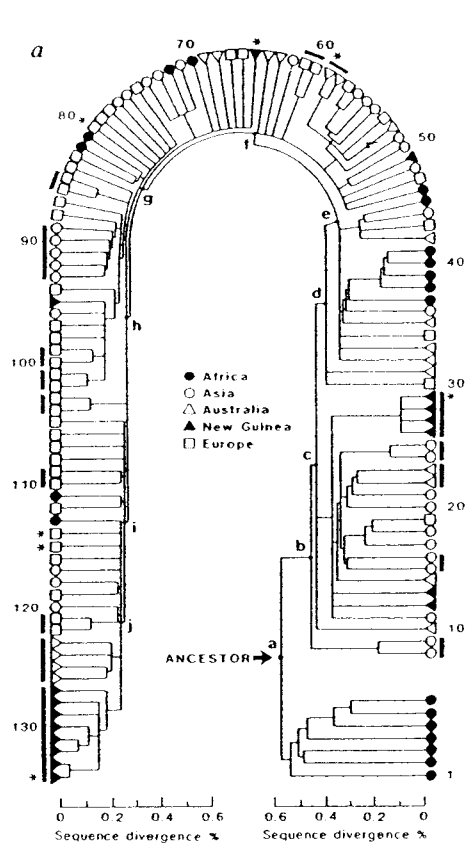 a
70
*
60
*
80
*
50
g
f
e
90
40
d
h
● Africa
○ Asia
△ Australia
▲ New Guinea
□ Europe
100
30
*
c
110
20
i
b
*
*
120
j
a
10
ANCESTOR
130
*
1
0 0.2 0.4 0.6
0.6 0.4 0.2 0
Sequence divergence %
Sequence divergence %